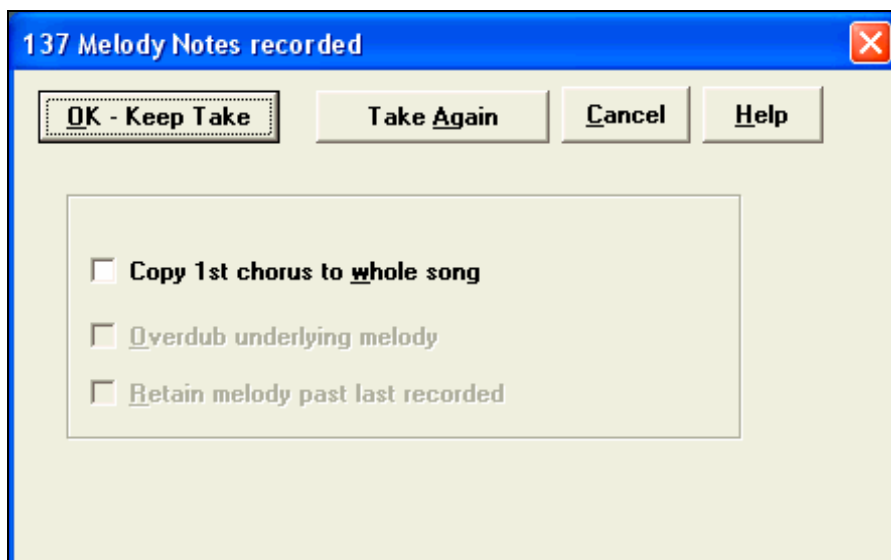 137 Melody Notes recorded
OK - Keep Take Take Again Cancel Help
Copy 1st chorus to whole song
Overdub underlying melody
Retain melody past last recorded